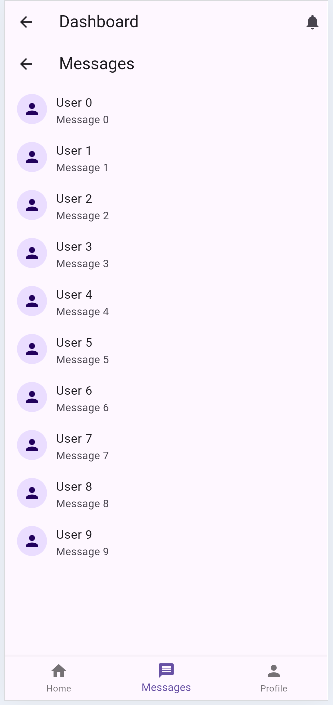 Dashboard
Messages
User 0
Message 0
User 1
Message 1
User 2
Message 2
User 3
Message 3
User 4
Message 4
User 5
Message 5
User 6
Message 6
User 7
Message 7
User 8
Message 8
User 9
Message 9
Home
Messages
Profile